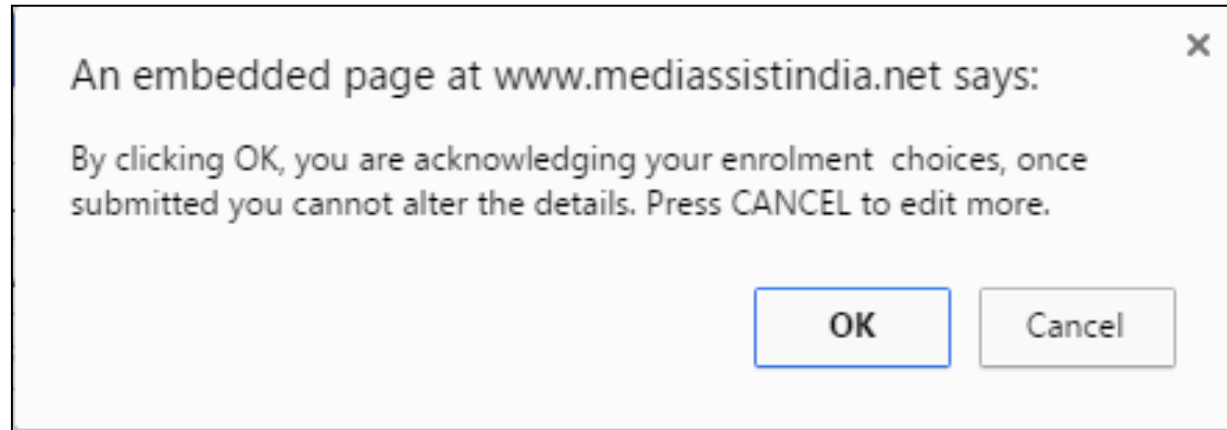 An embedded page at www.mediassistindia.net says:
By clicking OK, you are acknowledging your enrolment  choices, once
submitted you cannot alter the details. Press CANCEL to edit more.
OK Cancel